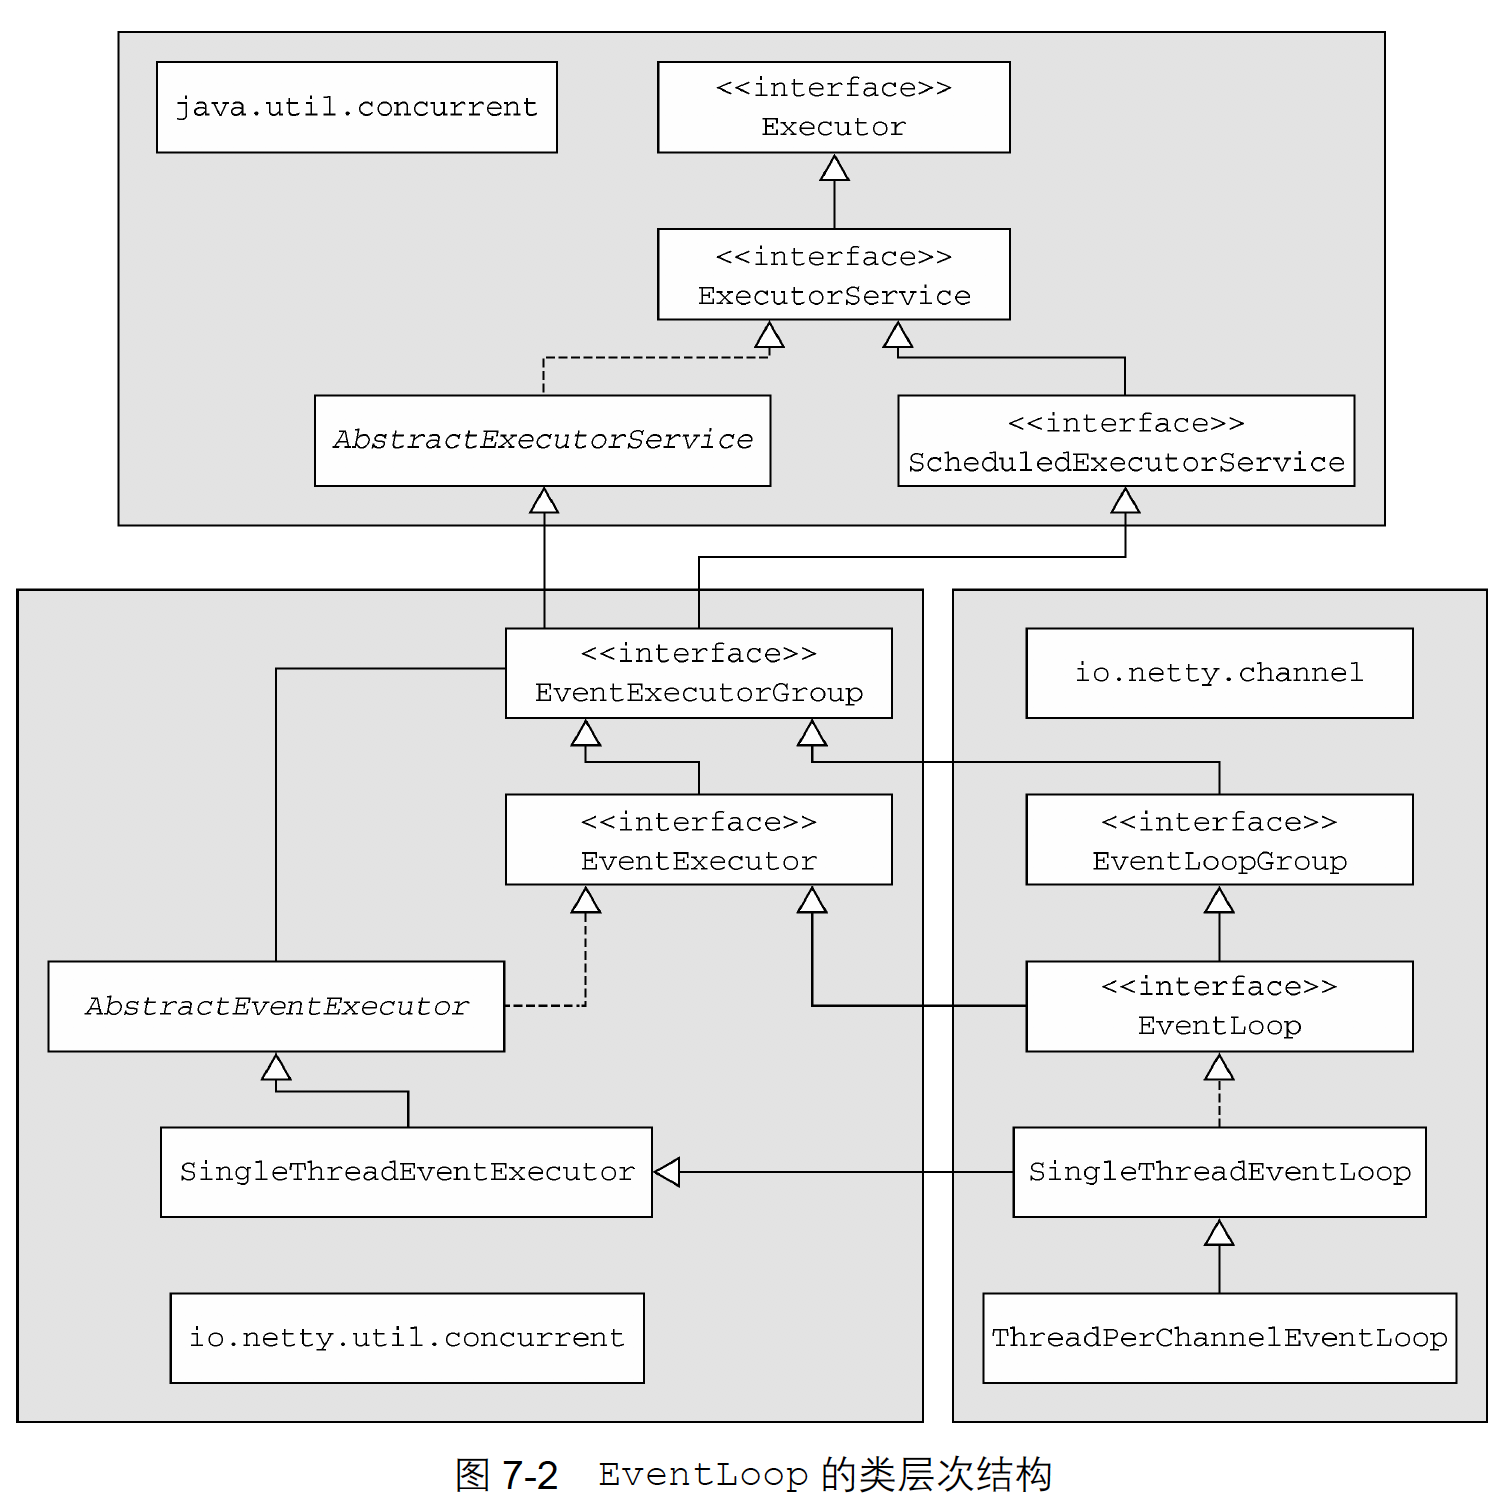 java.util.concurrent
<<interface>>
Executor
<<interface>>
ExecutorService
AbstractExecutorService
<<interface>>
ScheduledExecutorService
<<interface>>
EventExecutorGroup
io.netty.channel
<<interface>>
EventExecutor
<<interface>>
EventLoopGroup
AbstractEventExecutor
<<interface>>
EventLoop
SingleThreadEventExecutor
SingleThreadEventLoop
io.netty.util.concurrent
ThreadPerChannelEventLoop
图 7-2 EventLoop 的类层次结构